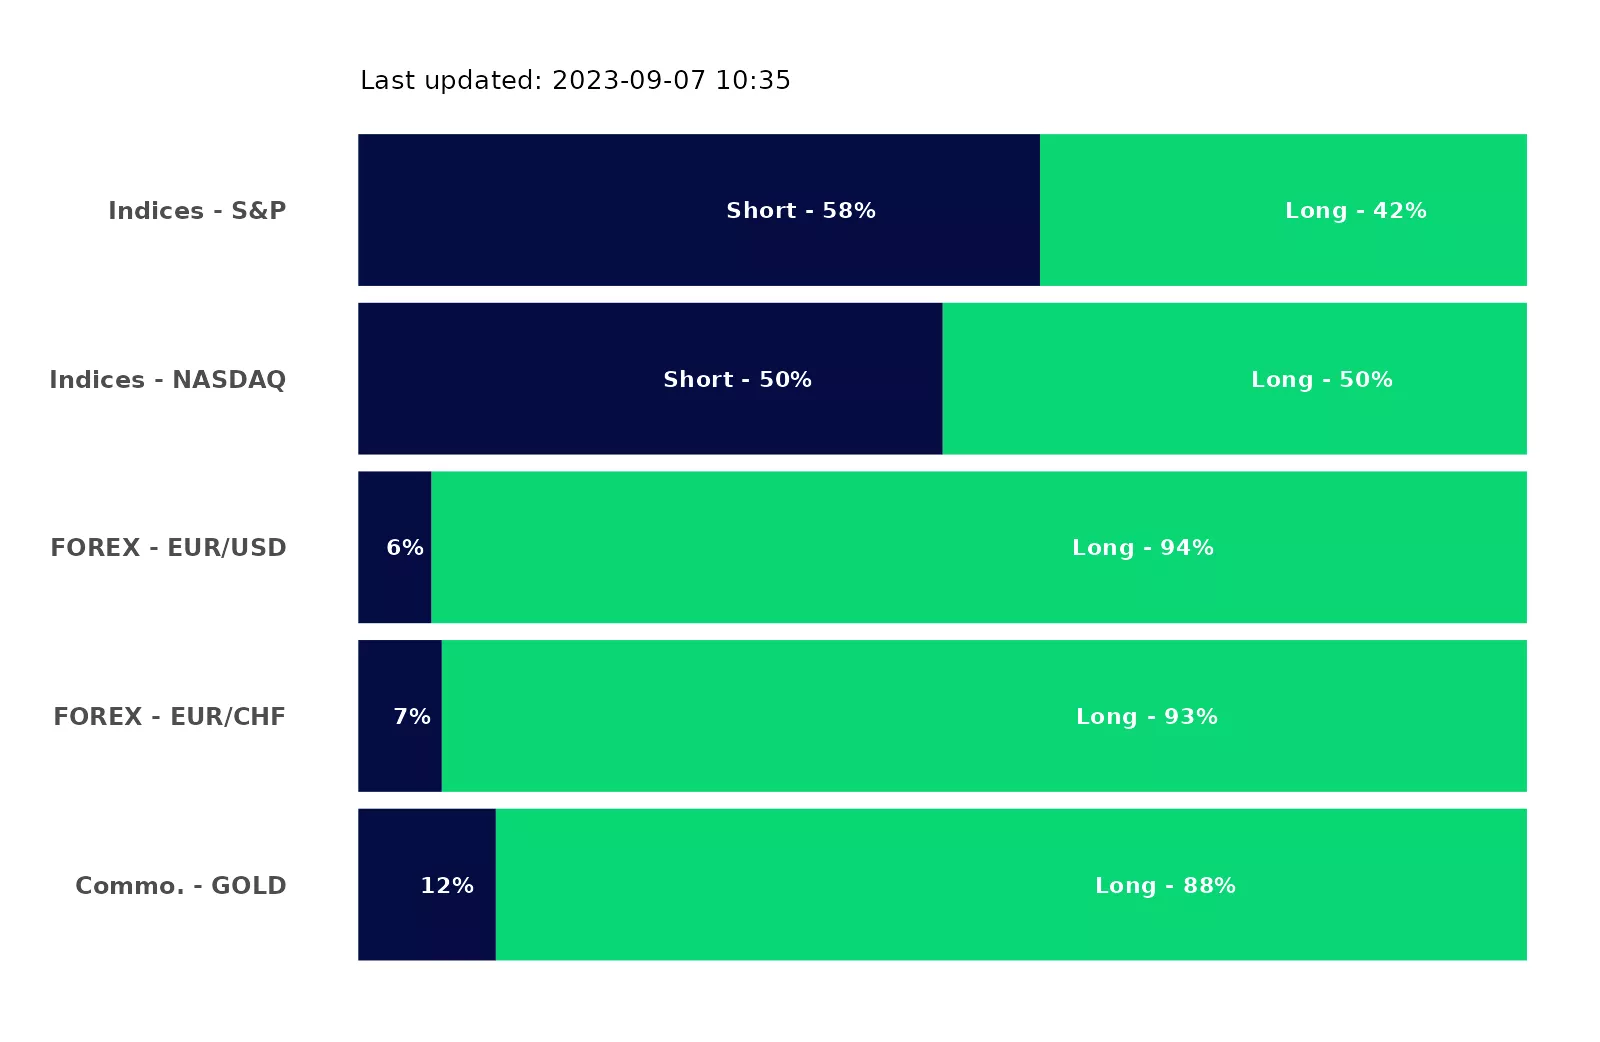 Last updated: 2023-09-07 10:35
Indices - S&P Short - 58% Long - 42%
Indices - NASDAQ Short - 50% Long - 50%
FOREX - EUR/USD 6% Long - 94%
FOREX - EUR/CHF 7% Long - 93%
Commo. - GOLD 12% Long - 88%